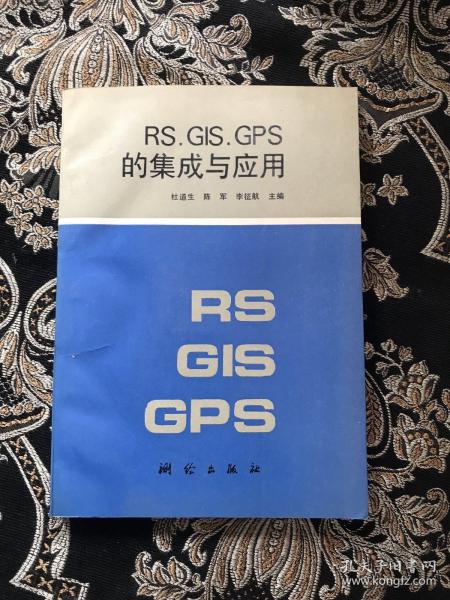 RS.GIS.GPS
的集成与应用
杜道生 陈 军 李征航 主编
RS
GIS
GPS
测绘出版社
孔夫子旧书网
www.kongfz.com